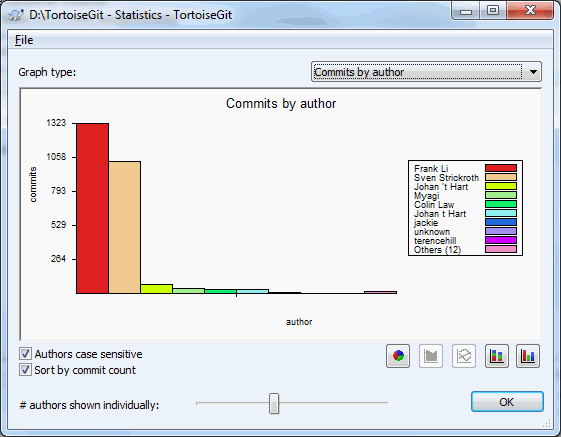 D:\TortoiseGit - Statistics - TortoiseGit
File
Graph type:
Commits by author
Commits by author
1323
1058
793
529
264
commits
author
Frank Li
Sven Strickroth
Johan 't Hart
Myagi
Colin Law
Johan t Hart
jackie
unknown
terencehill
Others (12)
Authors case sensitive
Sort by commit count
# authors shown individually:
OK